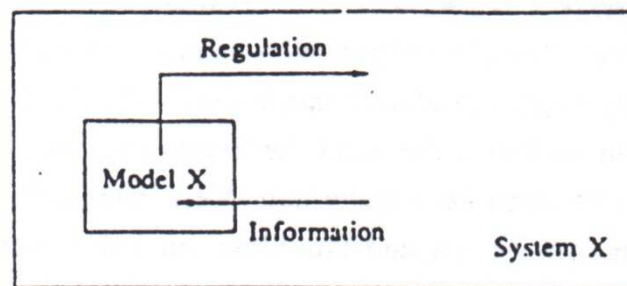 Regulation
Model X
Information
System X